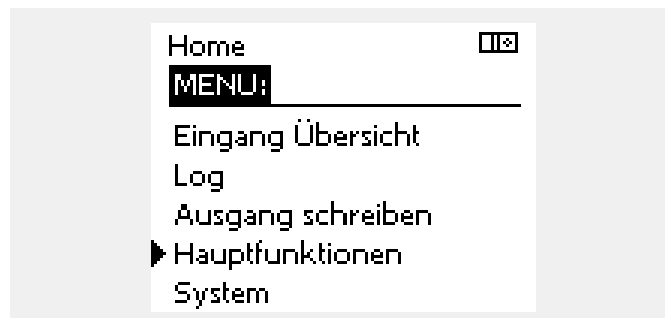 Home
MENU:
Eingang Übersicht
Log
Ausgang schreiben
Hauptfunktionen
System